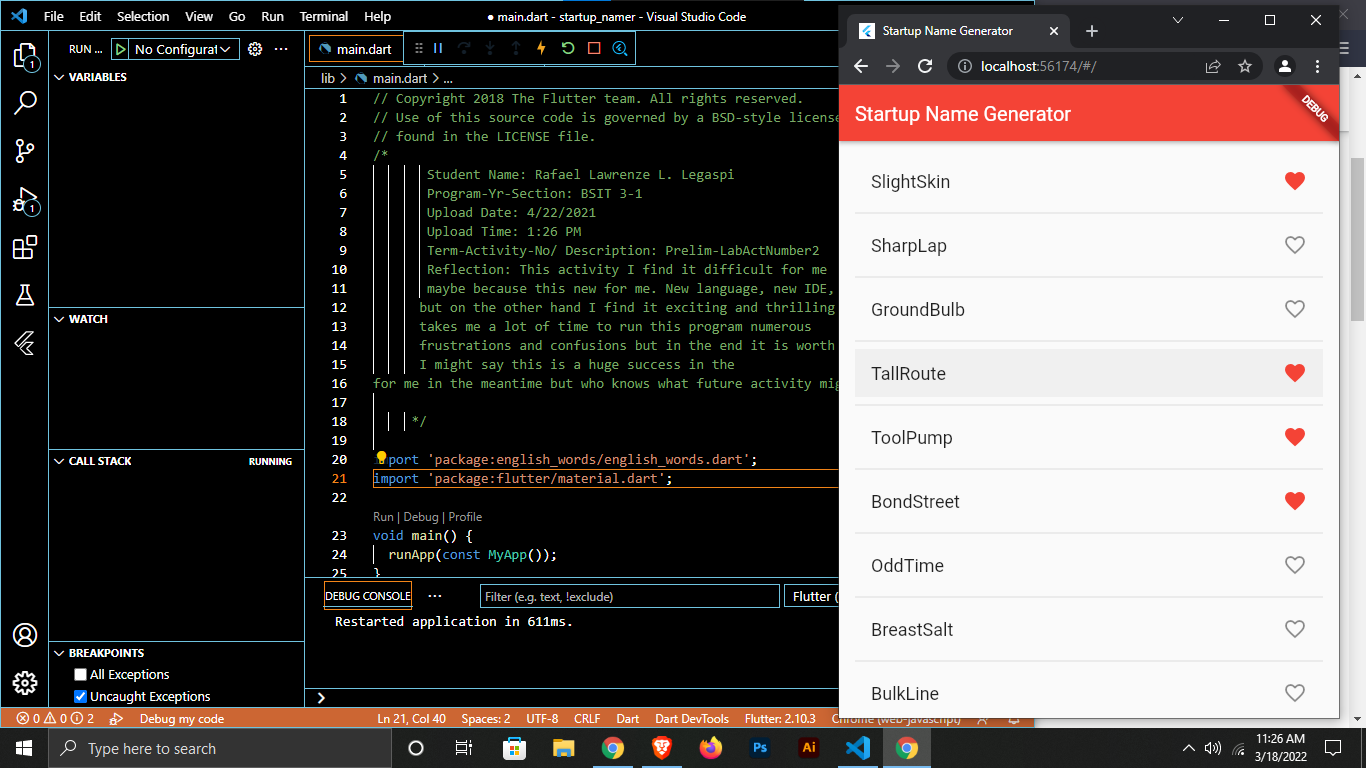 File Edit Selection View Go Run Terminal Help
● main.dart - startup_namer - Visual Studio Code
RUN ...
No Configurat
main.dart
lib > main.dart > ...
VARIABLES
WATCH
CALL STACK
RUNNING
BREAKPOINTS
All Exceptions
Uncaught Exceptions
1
1
1 // Copyright 2018 The Flutter team. All rights reserved.
2 // Use of this source code is governed by a BSD-style license
3 // found in the LICENSE file.
4 /*
5 Student Name: Rafael Lawrenze L. Legaspi
6 Program-Yr-Section: BSIT 3-1
7 Upload Date: 4/22/2021
8 Upload Time: 1:26 PM
9 Term-Activity-No/ Description: Prelim-LabActNumber2
10 Reflection: This activity I find it difficult for me
11 maybe because this new for me. New language, new IDE,
12 but on the other hand I find it exciting and thrilling
13 takes me a lot of time to run this program numerous
14 frustrations and confusions but in the end it is worth
15 I might say this is a huge success in the
16 for me in the meantime but who knows what future activity mig
17
18 */
19
20 import 'package:english_words/english_words.dart';
21 import 'package:flutter/material.dart';
22
Run | Debug | Profile
23 void main() {
24 runApp(const MyApp());
25 }
DEBUG CONSOLE
...
Filter (e.g. text, !exclude)
Flutter (
Restarted application in 611ms.
0 0 2
Debug my code
Ln 21, Col 40
Spaces: 2
UTF-8
CRLF
Dart
Dart DevTools
Flutter: 2.10.3
Chrome (web-javascript)
Startup Name Generator
localhost:56174/#/
Startup Name Generator
DEBUG
SlightSkin
SharpLap
GroundBulb
TallRoute
ToolPump
BondStreet
OddTime
BreastSalt
BulkLine
Type here to search
Ps
Ai
11:26 AM
3/18/2022